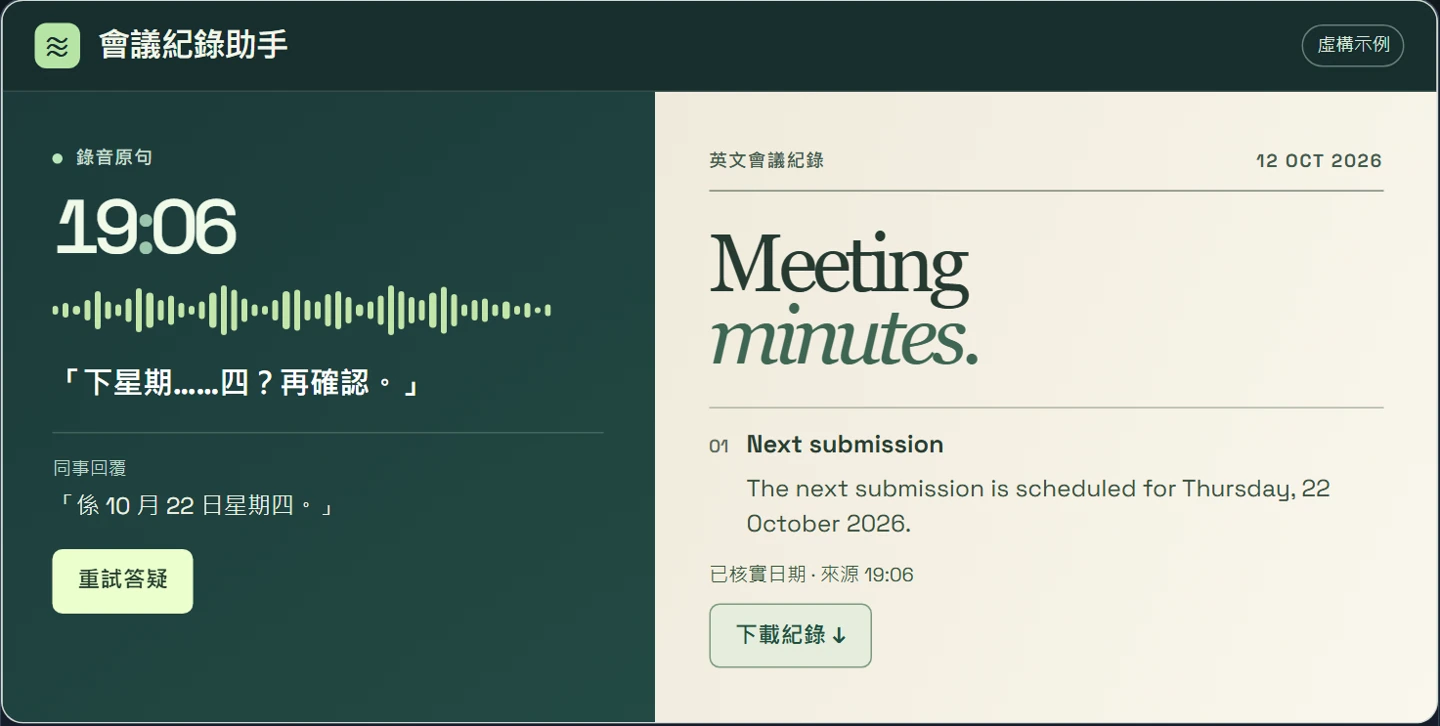 會議紀錄助手
虛構示例
錄音原句
19:06
「下星期……四？再確認。」
同事回覆
「係 10 月 22 日星期四。」
重試答疑
英文會議紀錄
12 OCT 2026
Meeting
minutes.
01 Next submission
The next submission is scheduled for Thursday, 22
October 2026.
已核實日期 · 來源 19:06
下載紀錄 ↓